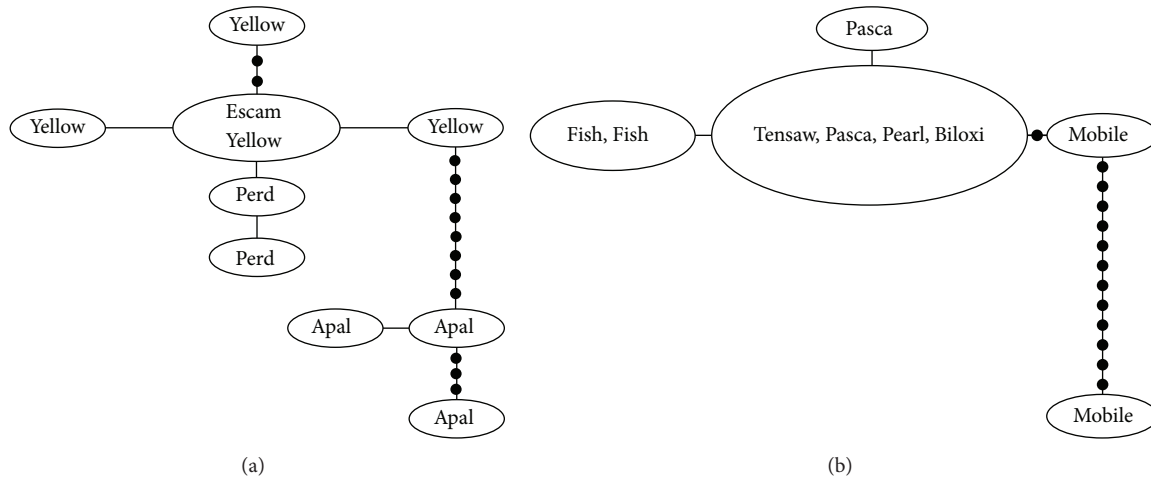 Yellow
Yellow
Escam
Yellow
Yellow
Perd
Perd
Apal
Apal
Apal
(a)
Pasca
Fish, Fish
Tensaw, Pasca, Pearl, Biloxi
Mobile
Mobile
(b)